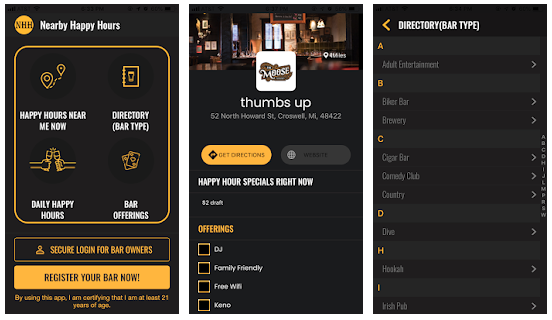 NHH
Nearby Happy Hours
HAPPY HOURS NEAR
ME NOW
DIRECTORY
(BAR TYPE)
DAILY HAPPY
HOURS
BAR
OFFERINGS
SECURE LOGIN FOR BAR OWNERS
REGISTER YOUR BAR NOW!
By using this app, I am certifying that I am at least 21
years of age.
MOOSE
thumbs up
52 North Howard St, Croswell, Mi, 48422
GET DIRECTIONS
WEBSITE
HAPPY HOUR SPECIALS RIGHT NOW
$2 draft
OFFERINGS
DJ
Family Friendly
Free Wifi
Keno
DIRECTORY(BAR TYPE)
A
Adult Entertainment
B
Biker Bar
Brewery
C
Cigar Bar
Comedy Club
Country
D
Dive
H
Hookah
I
Irish Pub